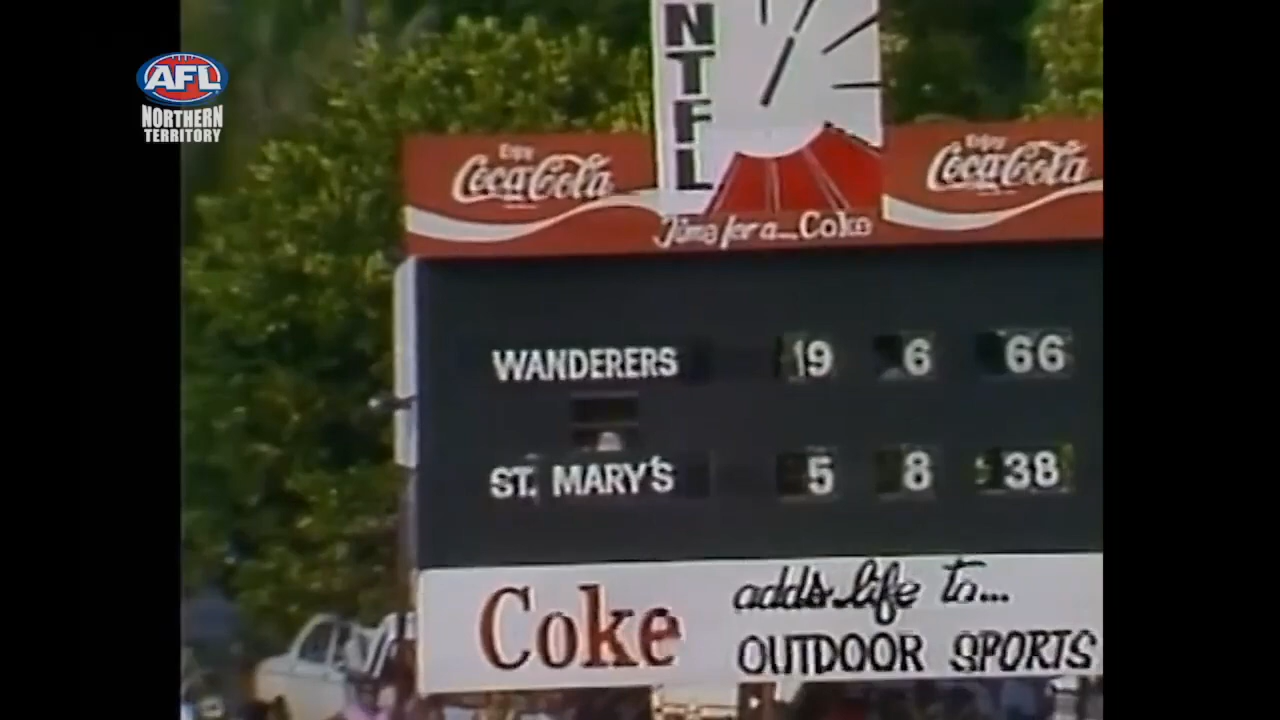 AFL
NORTHERN
TERRITORY
NTFL
Enjoy
Coca-Cola
Enjoy
Coca-Cola
Time for a... Coke
WANDERERS 19 6 66
ST. MARY'S 5 8 38
Coke adds life to...
OUTDOOR SPORTS